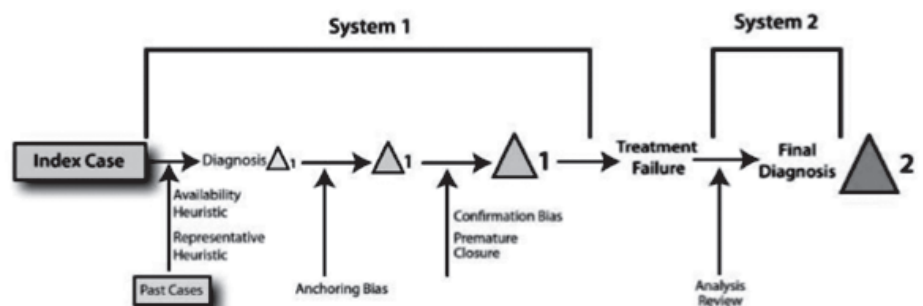 System 1
System 2
Index Case
Diagnosis
1
1
1
Treatment
Failure
Final
Diagnosis
2
Availability
Heuristic
Representative
Heuristic
Past Cases
Anchoring Bias
Confirmation Bias
Premature
Closure
Analysis
Review